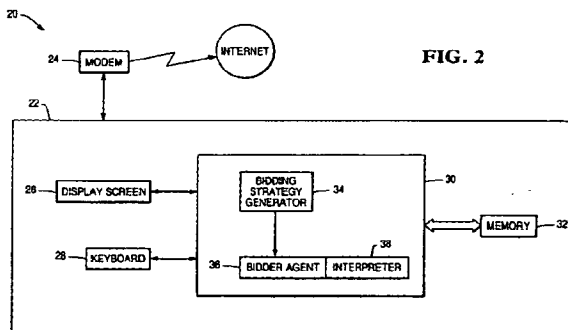 20
INTERNET
24
MODEM
FIG. 2
22
BIDDING
STRATEGY
GENERATOR
34
30
26
DISPLAY SCREEN
MEMORY
32
38
28
KEYBOARD
36
BIDDER AGENT
INTERPRETER